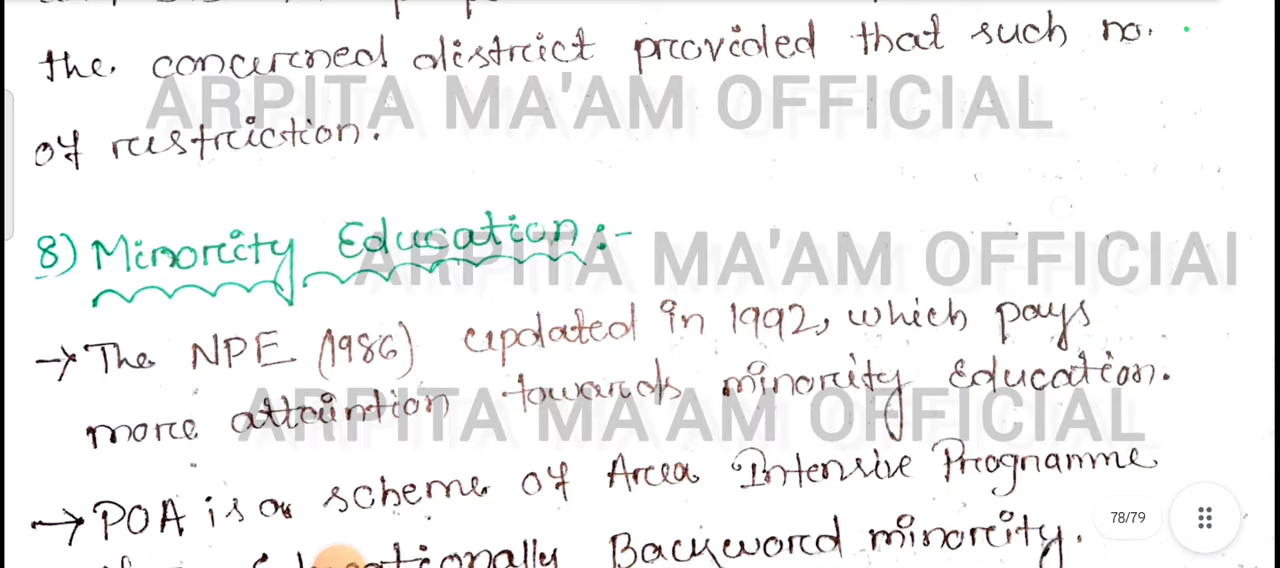 the concerned district provided that such no.
of restriction.
ARPITA MA'AM OFFICIAL
8) Minority Education :-
ARPITA MA'AM OFFICIAL
→ The NPE (1986) updated in 1992, which pays
more attaintion towards minority Education.
ARPITA MA'AM OFFICIAL
→ POA is a scheme of Area Intensive Programme
Backword minority.
78/79